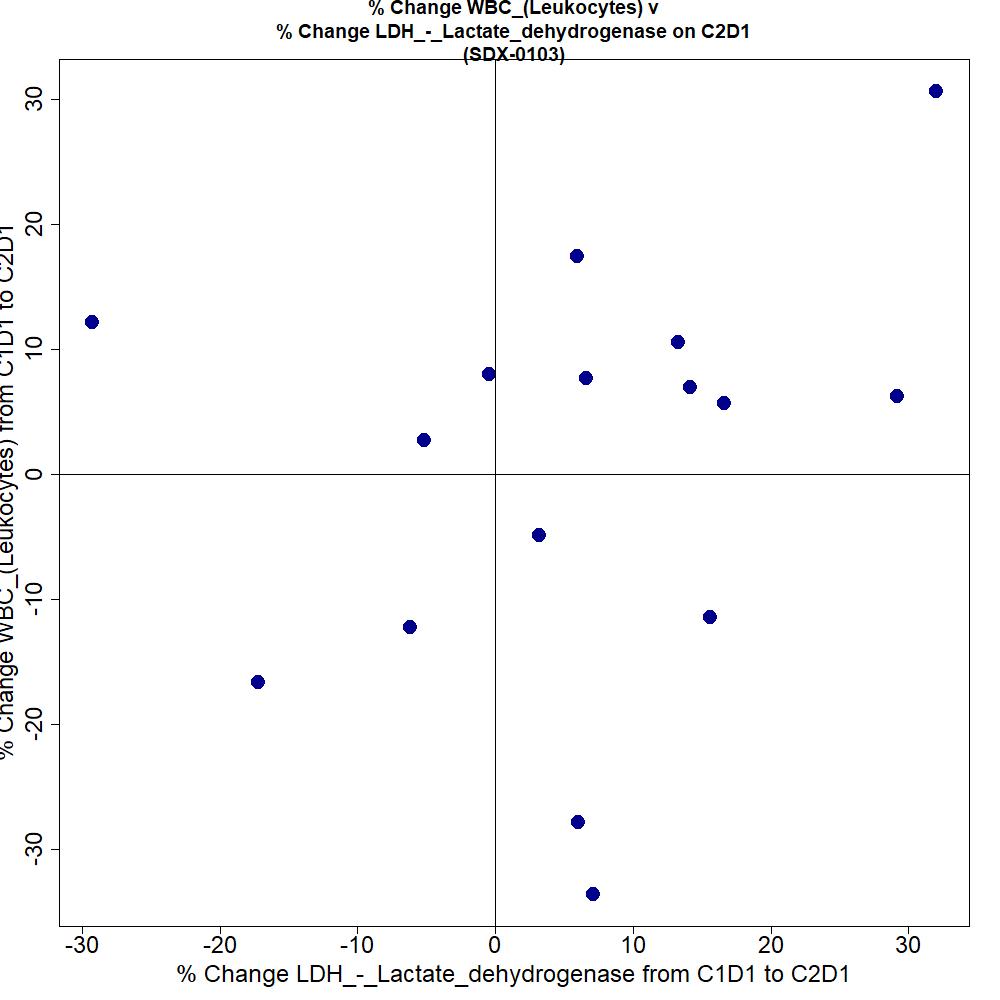 % Change WBC_(Leukocytes) v
% Change LDH_-_Lactate_dehydrogenase on C2D1
(SDX-0103)
% Change WBC_(Leukocytes) from C1D1 to C2D1
30
20
10
0
-10
-20
-30
-30 -20 -10 0 10 20 30
% Change LDH_-_Lactate_dehydrogenase from C1D1 to C2D1